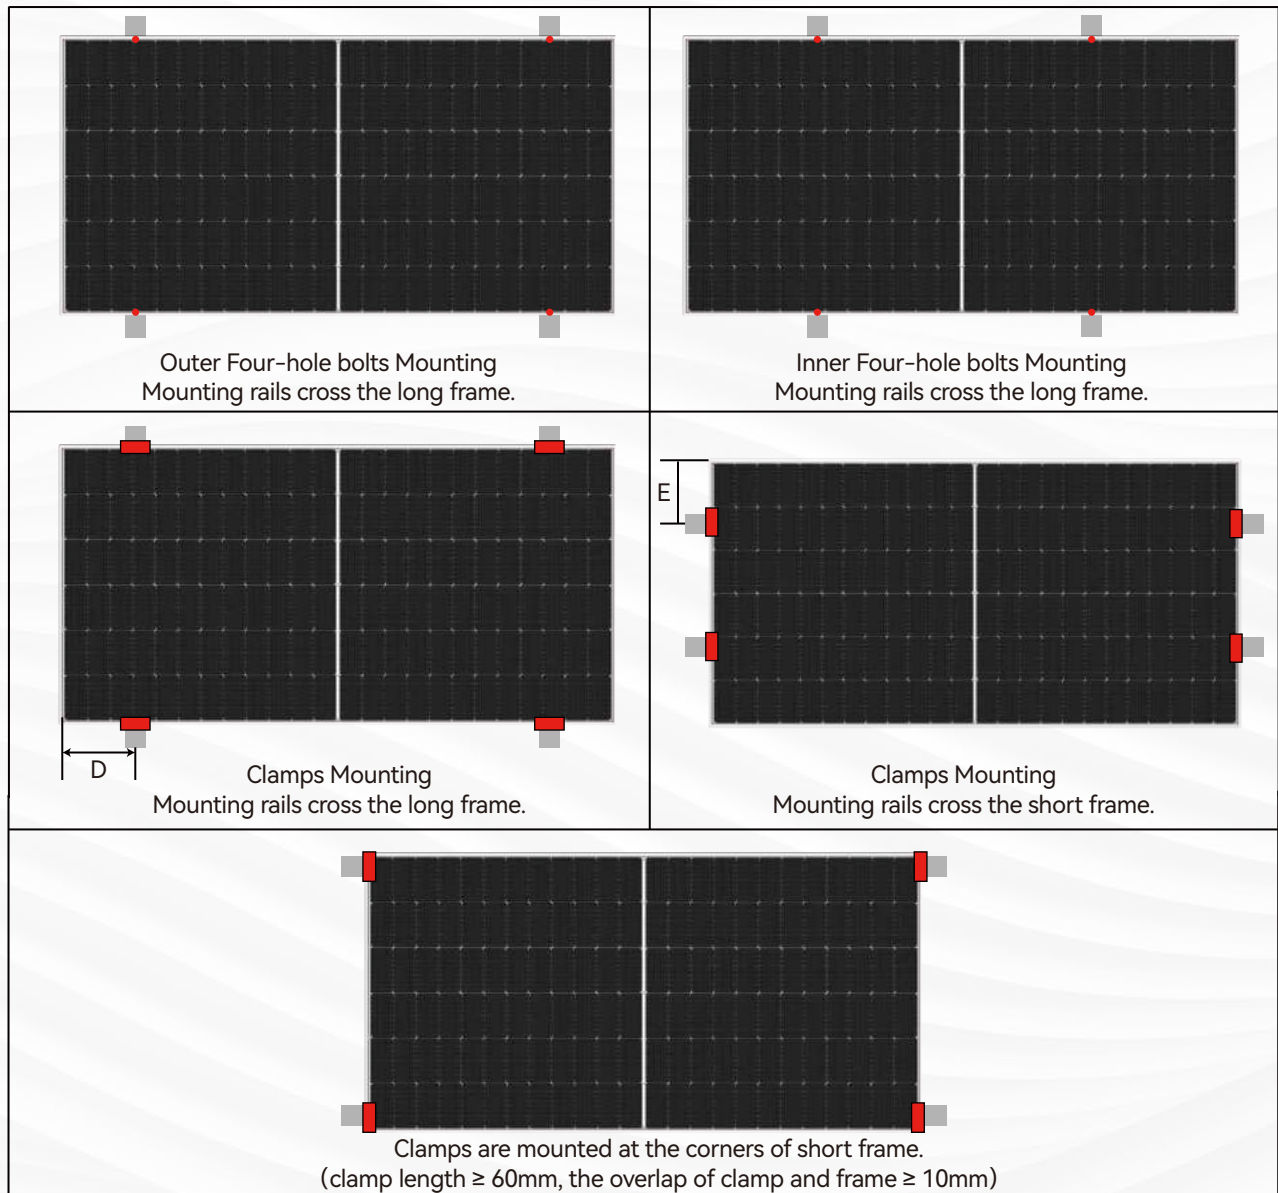 Outer Four-hole bolts Mounting
Mounting rails cross the long frame.
Inner Four-hole bolts Mounting
Mounting rails cross the long frame.
D
Clamps Mounting
Mounting rails cross the long frame.
E
Clamps Mounting
Mounting rails cross the short frame.
Clamps are mounted at the corners of short frame.
(clamp length ≥ 60mm, the overlap of clamp and frame ≥ 10mm)